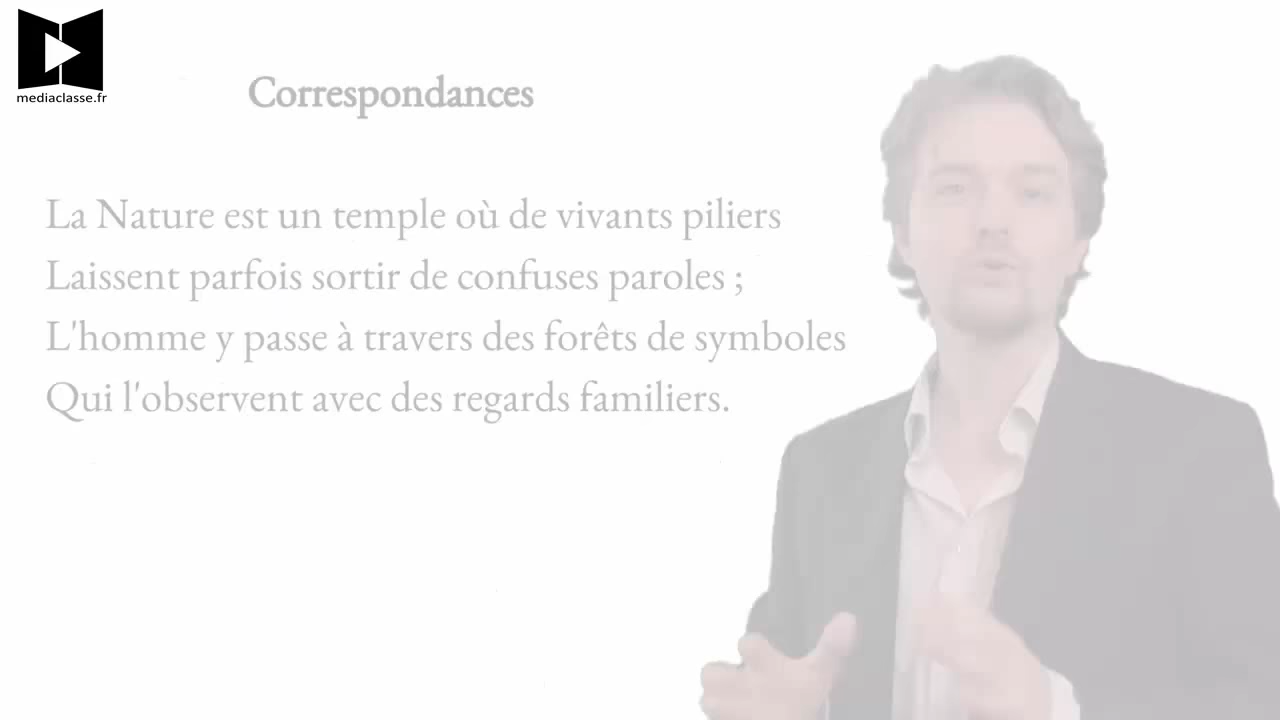 mediaclasse.fr
Correspondances
La Nature est un temple où de vivants piliers
Laissent parfois sortir de confuses paroles ;
L'homme y passe à travers des forêts de symboles
Qui l'observent avec des regards familiers.